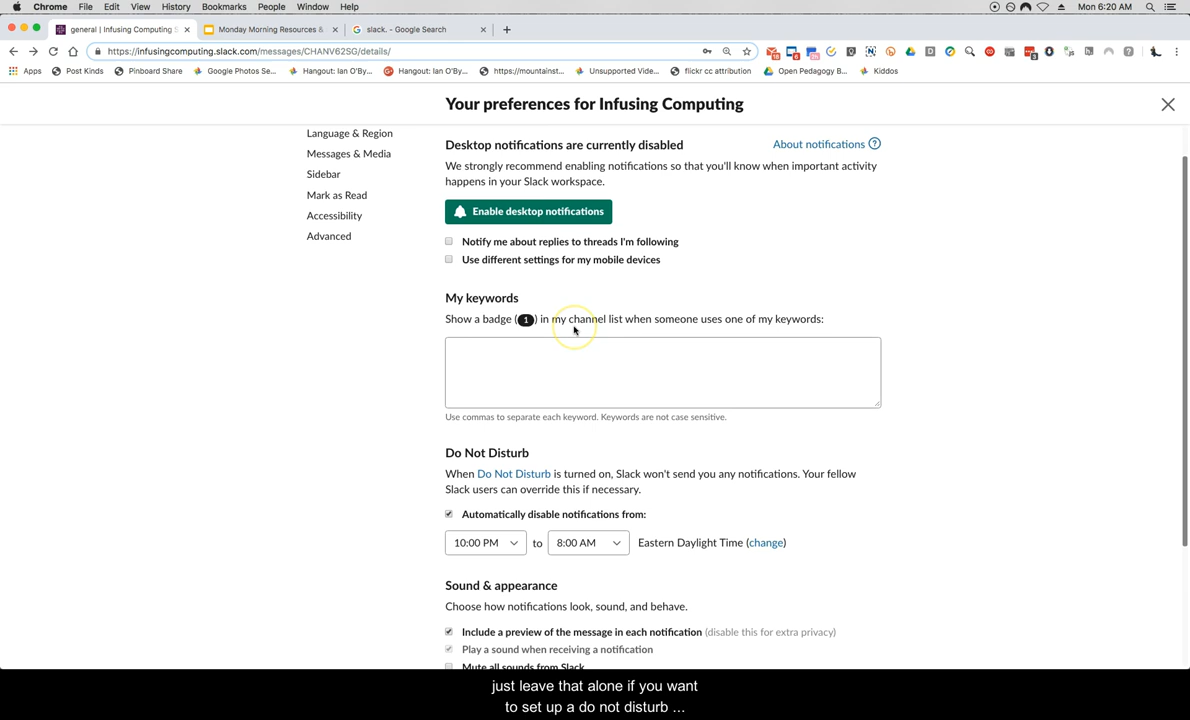 Chrome File Edit View History Bookmarks People Window Help Mon 6:20 AM
general | Infusing Computing S Monday Morning Resources & slack. - Google Search
https://infusingcomputing.slack.com/messages/CHANV62SG/details/
Apps Post Kinds Pinboard Share Google Photos Se... Hangout: Ian O'By... Hangout: Ian O'By... https://mountainst... Unsupported Vide... flickr cc attribution Open Pedagogy B... Kiddos
Your preferences for Infusing Computing
Language & Region
Messages & Media
Sidebar
Mark as Read
Accessibility
Advanced
Desktop notifications are currently disabled
About notifications ?
We strongly recommend enabling notifications so that you'll know when important activity
happens in your Slack workspace.
Enable desktop notifications
Notify me about replies to threads I'm following
Use different settings for my mobile devices
My keywords
Show a badge (1) in my channel list when someone uses one of my keywords:
Use commas to separate each keyword. Keywords are not case sensitive.
Do Not Disturb
When Do Not Disturb is turned on, Slack won't send you any notifications. Your fellow
Slack users can override this if necessary.
Automatically disable notifications from:
10:00 PM to 8:00 AM Eastern Daylight Time (change)
Sound & appearance
Choose how notifications look, sound, and behave.
Include a preview of the message in each notification (disable this for extra privacy)
Play a sound when receiving a notification
Mute all sounds from Slack
just leave that alone if you want
to set up a do not disturb ...